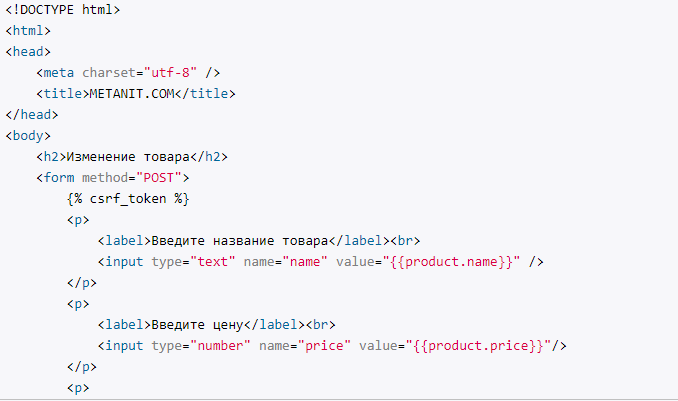 <!DOCTYPE html>
<html>
<head>
    <meta charset="utf-8" />
    <title>METANIT.COM</title>
</head>
<body>
    <h2>Изменение товара</h2>
    <form method="POST">
        {% csrf_token %}
        <p>
            <label>Введите название товара</label><br>
            <input type="text" name="name" value="{{product.name}}" />
        </p>
        <p>
            <label>Введите цену</label><br>
            <input type="number" name="price" value="{{product.price}}"/>
        </p>
        <p>